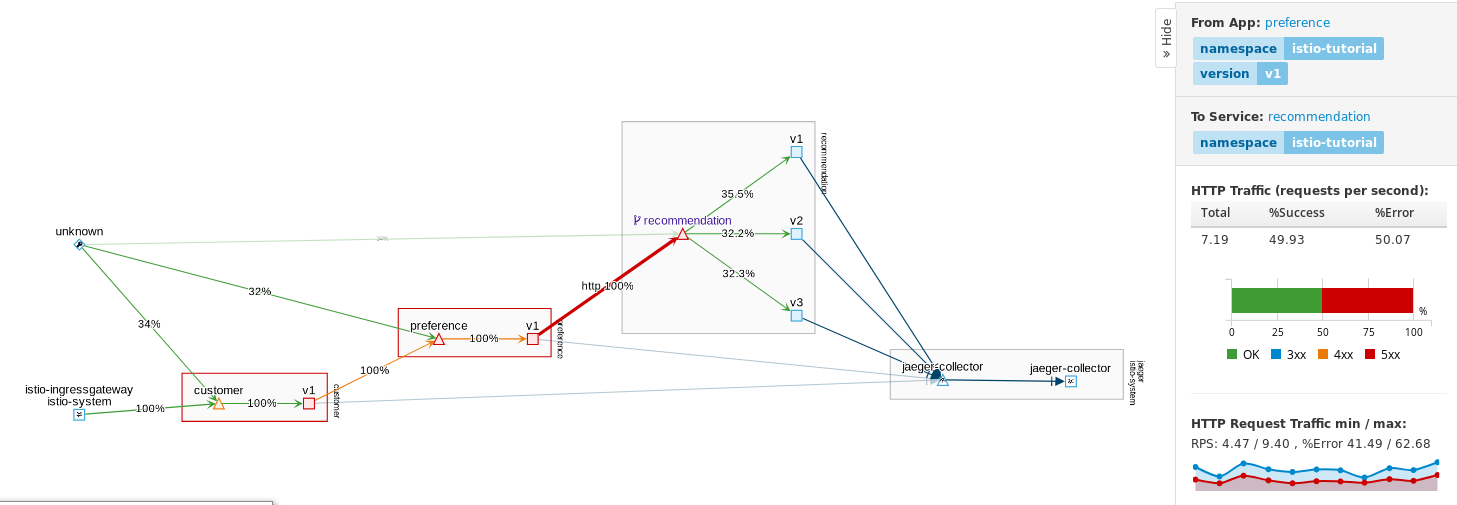 Hide
From App: preference
namespace istio-tutorial
version v1
To Service: recommendation
namespace istio-tutorial
HTTP Traffic (requests per second):
Total %Success %Error
7.19 49.93 50.07
%
0 25 50 75 100
OK 3xx 4xx 5xx
HTTP Request Traffic min / max:
RPS: 4.47 / 9.40 , %Error 41.49 / 62.68
v1
recommendation
35.5%
recommendation
v2
32.2%
unknown
34%
32.3%
32%
http 100%
v3
34%
preference
100%
v1
preference
100%
jaeger-collector
jaeger-collector
jaeger
istio-system
istio-ingressgateway
istio-system
100%
customer
100%
v1
customer